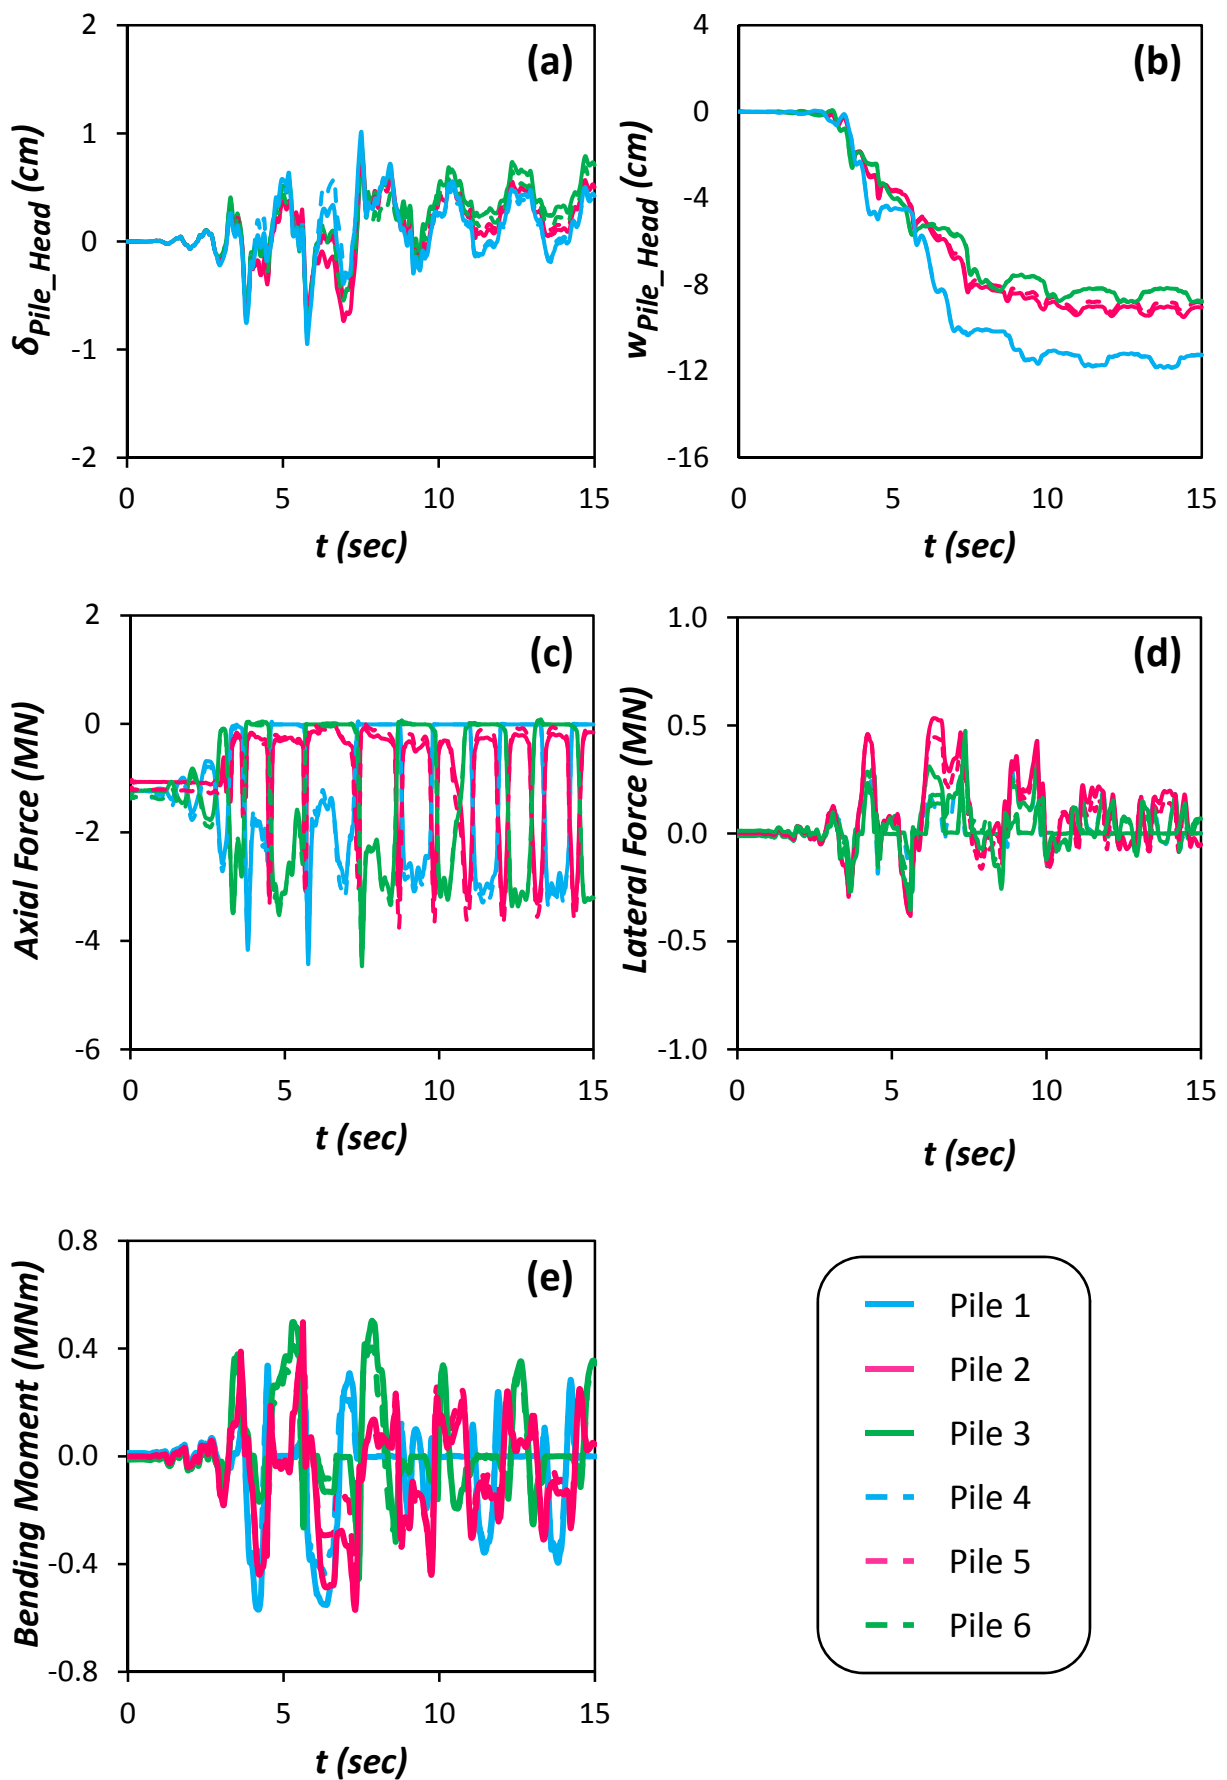 2
1
0
-1
-2
δPile_Head (cm)
(a)
0 5 10 15
t (sec)
4
0
-4
-8
-12
-16
wPile_Head (cm)
(b)
0 5 10 15
t (sec)
2
0
-2
-4
-6
Axial Force (MN)
(c)
0 5 10 15
t (sec)
1.0
0.5
0.0
-0.5
-1.0
Lateral Force (MN)
(d)
0 5 10 15
t (sec)
0.8
0.4
0.0
-0.4
-0.8
Bending Moment (MNm)
(e)
0 5 10 15
t (sec)
Pile 1
Pile 2
Pile 3
Pile 4
Pile 5
Pile 6